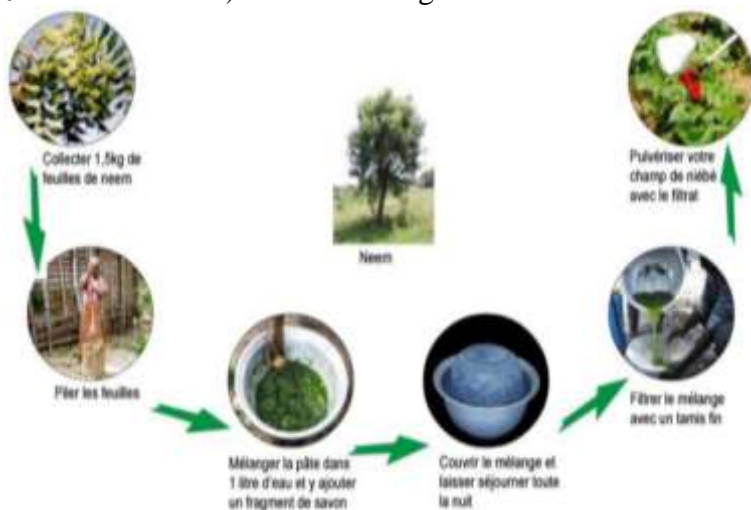 Collecter 1,5kg de
feuilles de neem
Piler les feuilles
Mélanger la pâte dans
1 litre d'eau et y ajouter
un fragment de savon
Couvrir le mélange et
laisser séjourner toute
la nuit
Filtrer le mélange
avec un tamis fin
Pulvériser votre
champ de niébé
avec le filtrat
Neem